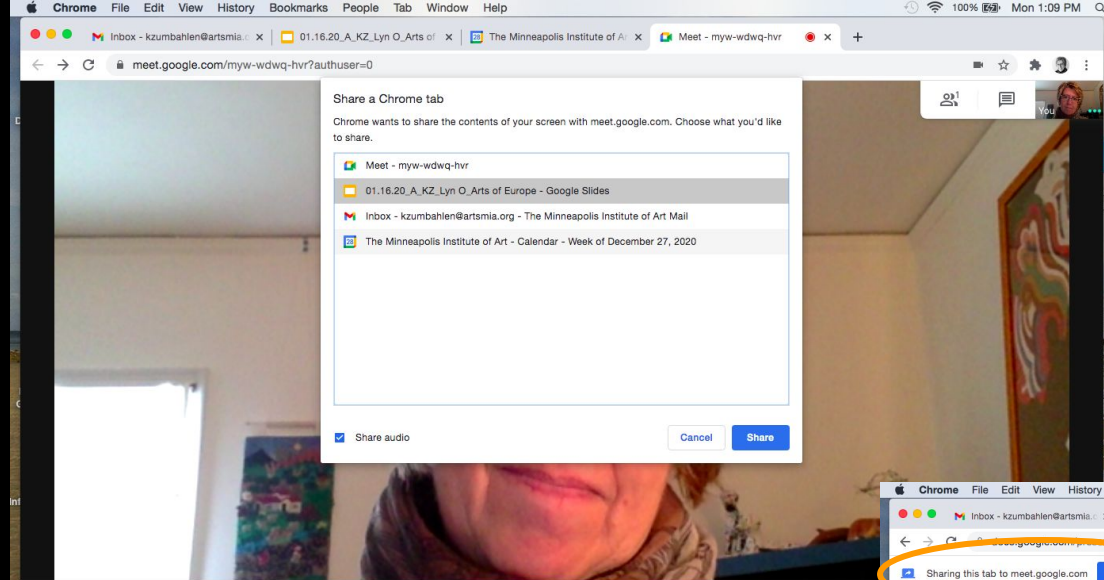 Chrome File Edit View History Bookmarks People Tab Window Help 100% Mon 1:09 PM
Inbox - kzumbahlen@artsmia.o 01.16.20_A_KZ_Lyn O_Arts of The Minneapolis Institute of Ar Meet - myw-wdwq-hvr
meet.google.com/myw-wdwq-hvr?authuser=0
1
You
Share a Chrome tab
Chrome wants to share the contents of your screen with meet.google.com. Choose what you'd like
to share.
Meet - myw-wdwq-hvr
01.16.20_A_KZ_Lyn O_Arts of Europe - Google Slides
Inbox - kzumbahlen@artsmia.org - The Minneapolis Institute of Art Mail
28 The Minneapolis Institute of Art - Calendar - Week of December 27, 2020
Share audio
Cancel Share
Chrome File Edit View History
Inbox - kzumbahlen@artsmia.o
Sharing this tab to meet.google.com